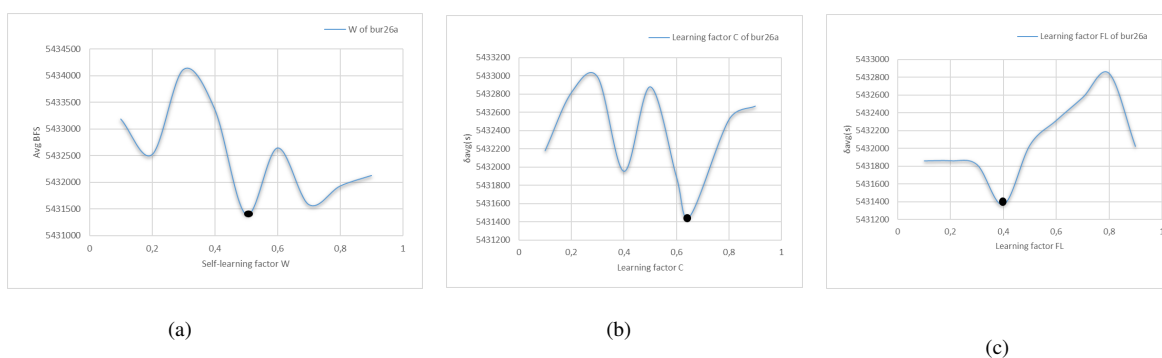 W of bur26a
5434500
5434000
5433500
5433000
5432500
5432000
5431500
5431000
Avg BFS
0 0,2 0,4 0,6 0,8 1
Self-learning factor W
(a)
Learning factor C of bur26a
5433200
5433000
5432800
5432600
5432400
5432200
5432000
5431800
5431600
5431400
5431200
δavg(s)
0 0,2 0,4 0,6 0,8 1
Learning factor C
(b)
Learning factor FL of bur26a
5433000
5432800
5432600
5432400
5432200
5432000
5431800
5431600
5431400
5431200
δavg(s)
0 0,2 0,4 0,6 0,8 1
Learning factor FL
(c)